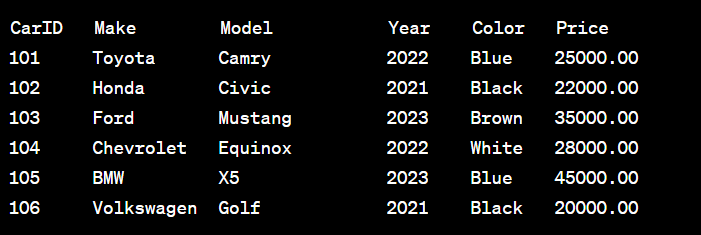 CarID Make Model Year Color Price
101 Toyota Camry 2022 Blue 25000.00
102 Honda Civic 2021 Black 22000.00
103 Ford Mustang 2023 Brown 35000.00
104 Chevrolet Equinox 2022 White 28000.00
105 BMW X5 2023 Blue 45000.00
106 Volkswagen Golf 2021 Black 20000.00